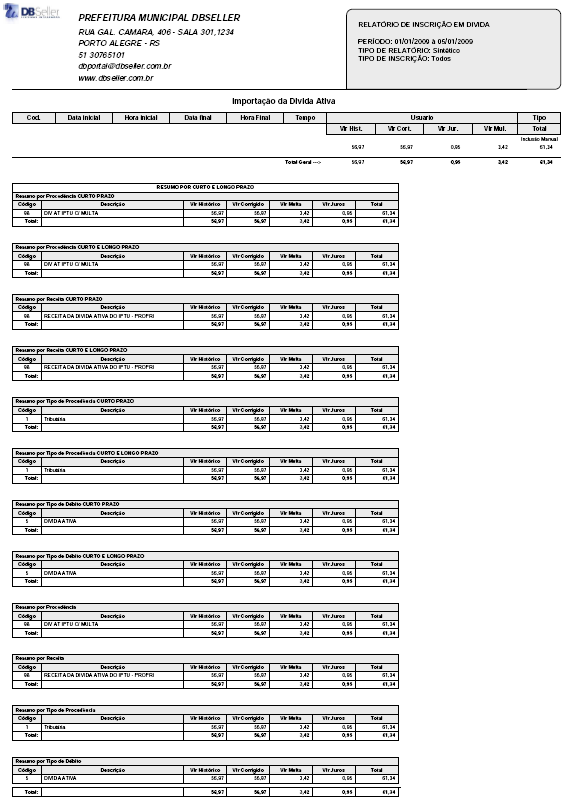 DBSeller
PREFEITURA MUNICIPAL DBSELLER
RUA GAL. CAMARA, 406 - SALA 301,1234
PORTO ALEGRE - RS
51 30765101
dbportal@dbseller.com.br
www.dbseller.com.br
RELATÓRIO DE INSCRIÇÃO EM DIVIDA
PERÍODO: 01/01/2009 a 05/01/2009
TIPO DE RELATÓRIO: Sintético
TIPO DE INSCRIÇÃO: Todos
Importação da Divida Ativa
Cod. Data Inicial Hora Inicial Data final Hora Final Tempo Usuario Tipo
Vlr Hist. Vlr Corr. Vlr Jur. Vlr Mul. Total
Inclusão Manual
56,97 56,97 0,95 3,42 61,34
Total Geral ---> 56,97 56,97 0,95 3,42 61,34
RESUMO POR CURTO E LONGO PRAZO
Resumo por Procedência CURTO PRAZO
Código Descrição Vlr Histórico Vlr Corrigido Vlr Multa Vlr Juros Total
98 DIV AT IPTU C/ MULTA 56,97 56,97 3,42 0,95 61,34
Total: 56,97 56,97 3,42 0,95 61,34
Resumo por Procedência CURTO E LONGO PRAZO
Código Descrição Vlr Histórico Vlr Corrigido Vlr Multa Vlr Juros Total
98 DIV AT IPTU C/ MULTA 56,97 56,97 3,42 0,95 61,34
Total: 56,97 56,97 3,42 0,95 61,34
Resumo por Receita CURTO PRAZO
Código Descrição Vlr Histórico Vlr Corrigido Vlr Multa Vlr Juros Total
98 RECEITA DA DIVIDA ATIVA DO IPTU - PROPRI 56,97 56,97 3,42 0,95 61,34
Total: 56,97 56,97 3,42 0,95 61,34
Resumo por Receita CURTO E LONGO PRAZO
Código Descrição Vlr Histórico Vlr Corrigido Vlr Multa Vlr Juros Total
98 RECEITA DA DIVIDA ATIVA DO IPTU - PROPRI 56,97 56,97 3,42 0,95 61,34
Total: 56,97 56,97 3,42 0,95 61,34
Resumo por Tipo de Procedência CURTO PRAZO
Código Descrição Vlr Histórico Vlr Corrigido Vlr Multa Vlr Juros Total
1 Tributária 56,97 56,97 3,42 0,95 61,34
Total: 56,97 56,97 3,42 0,95 61,34
Resumo por Tipo de Procedência CURTO E LONGO PRAZO
Código Descrição Vlr Histórico Vlr Corrigido Vlr Multa Vlr Juros Total
1 Tributária 56,97 56,97 3,42 0,95 61,34
Total: 56,97 56,97 3,42 0,95 61,34
Resumo por Tipo de Débito CURTO PRAZO
Código Descrição Vlr Histórico Vlr Corrigido Vlr Multa Vlr Juros Total
5 DIVIDA ATIVA 56,97 56,97 3,42 0,95 61,34
Total: 56,97 56,97 3,42 0,95 61,34
Resumo por Tipo de Débito CURTO E LONGO PRAZO
Código Descrição Vlr Histórico Vlr Corrigido Vlr Multa Vlr Juros Total
5 DIVIDA ATIVA 56,97 56,97 3,42 0,95 61,34
Total: 56,97 56,97 3,42 0,95 61,34
Resumo por Procedência
Código Descrição Vlr Histórico Vlr Corrigido Vlr Multa Vlr Juros Total
98 DIV AT IPTU C/ MULTA 56,97 56,97 3,42 0,95 61,34
Total: 56,97 56,97 3,42 0,95 61,34
Resumo por Receita
Código Descrição Vlr Histórico Vlr Corrigido Vlr Multa Vlr Juros Total
98 RECEITA DA DIVIDA ATIVA DO IPTU - PROPRI 56,97 56,97 3,42 0,95 61,34
Total: 56,97 56,97 3,42 0,95 61,34
Resumo por Tipo de Procedência
Código Descrição Vlr Histórico Vlr Corrigido Vlr Multa Vlr Juros Total
1 Tributária 56,97 56,97 3,42 0,95 61,34
Total: 56,97 56,97 3,42 0,95 61,34
Resumo por Tipo de Débito
Código Descrição Vlr Histórico Vlr Corrigido Vlr Multa Vlr Juros Total
5 DIVIDA ATIVA 56,97 56,97 3,42 0,95 61,34
Total: 56,97 56,97 3,42 0,95 61,34